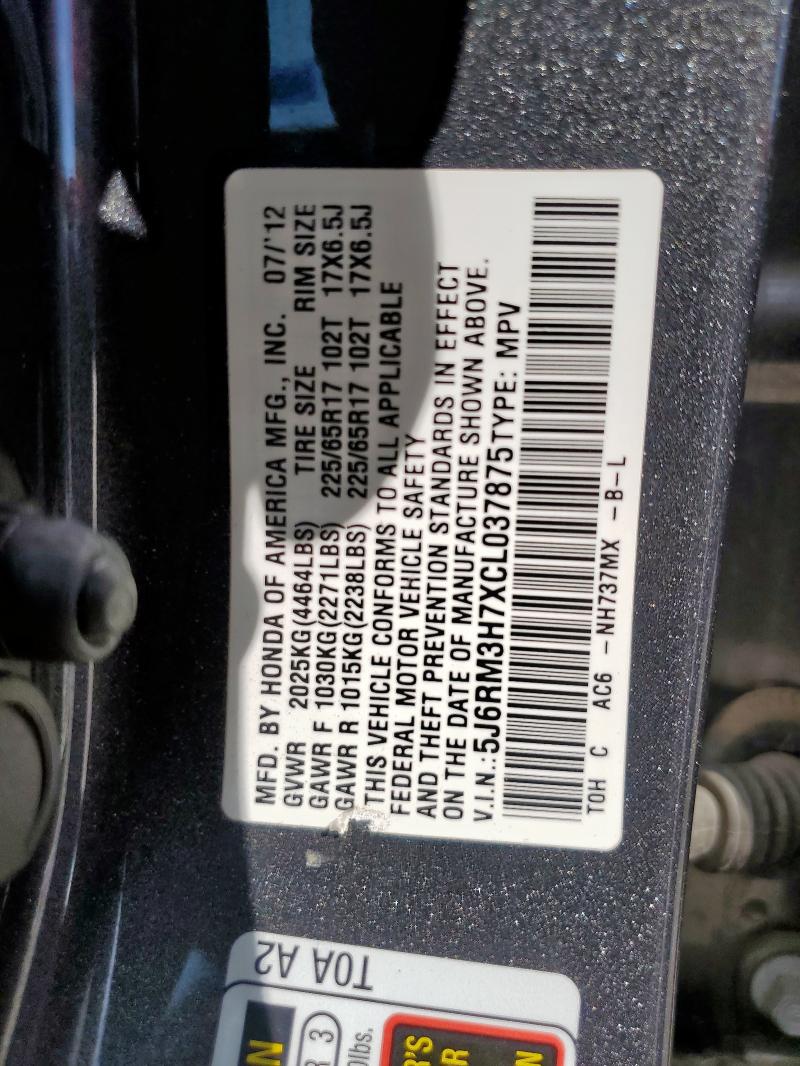 MFD. BY HONDA OF AMERICA MFG., INC. 07/'12
GVWR 2025KG(4464LBS) TIRE SIZE RIM SIZE
GAWR F 1030KG(2271LBS) 225/65R17 102T 17X6.5J
GAWR R 1015KG(2238LBS) 225/65R17 102T 17X6.5J
THIS VEHICLE CONFORMS TO ALL APPLICABLE
FEDERAL MOTOR VEHICLE SAFETY
AND THEFT PREVENTION STANDARDS IN EFFECT
ON THE DATE OF MANUFACTURE SHOWN ABOVE.
V.I.N.:5J6RM3H7XCL037875TYPE: MPV
TOH C AC6 -NH737MX -B-L
T0A A2
N
R 3
0lbs.
R'S
R
N